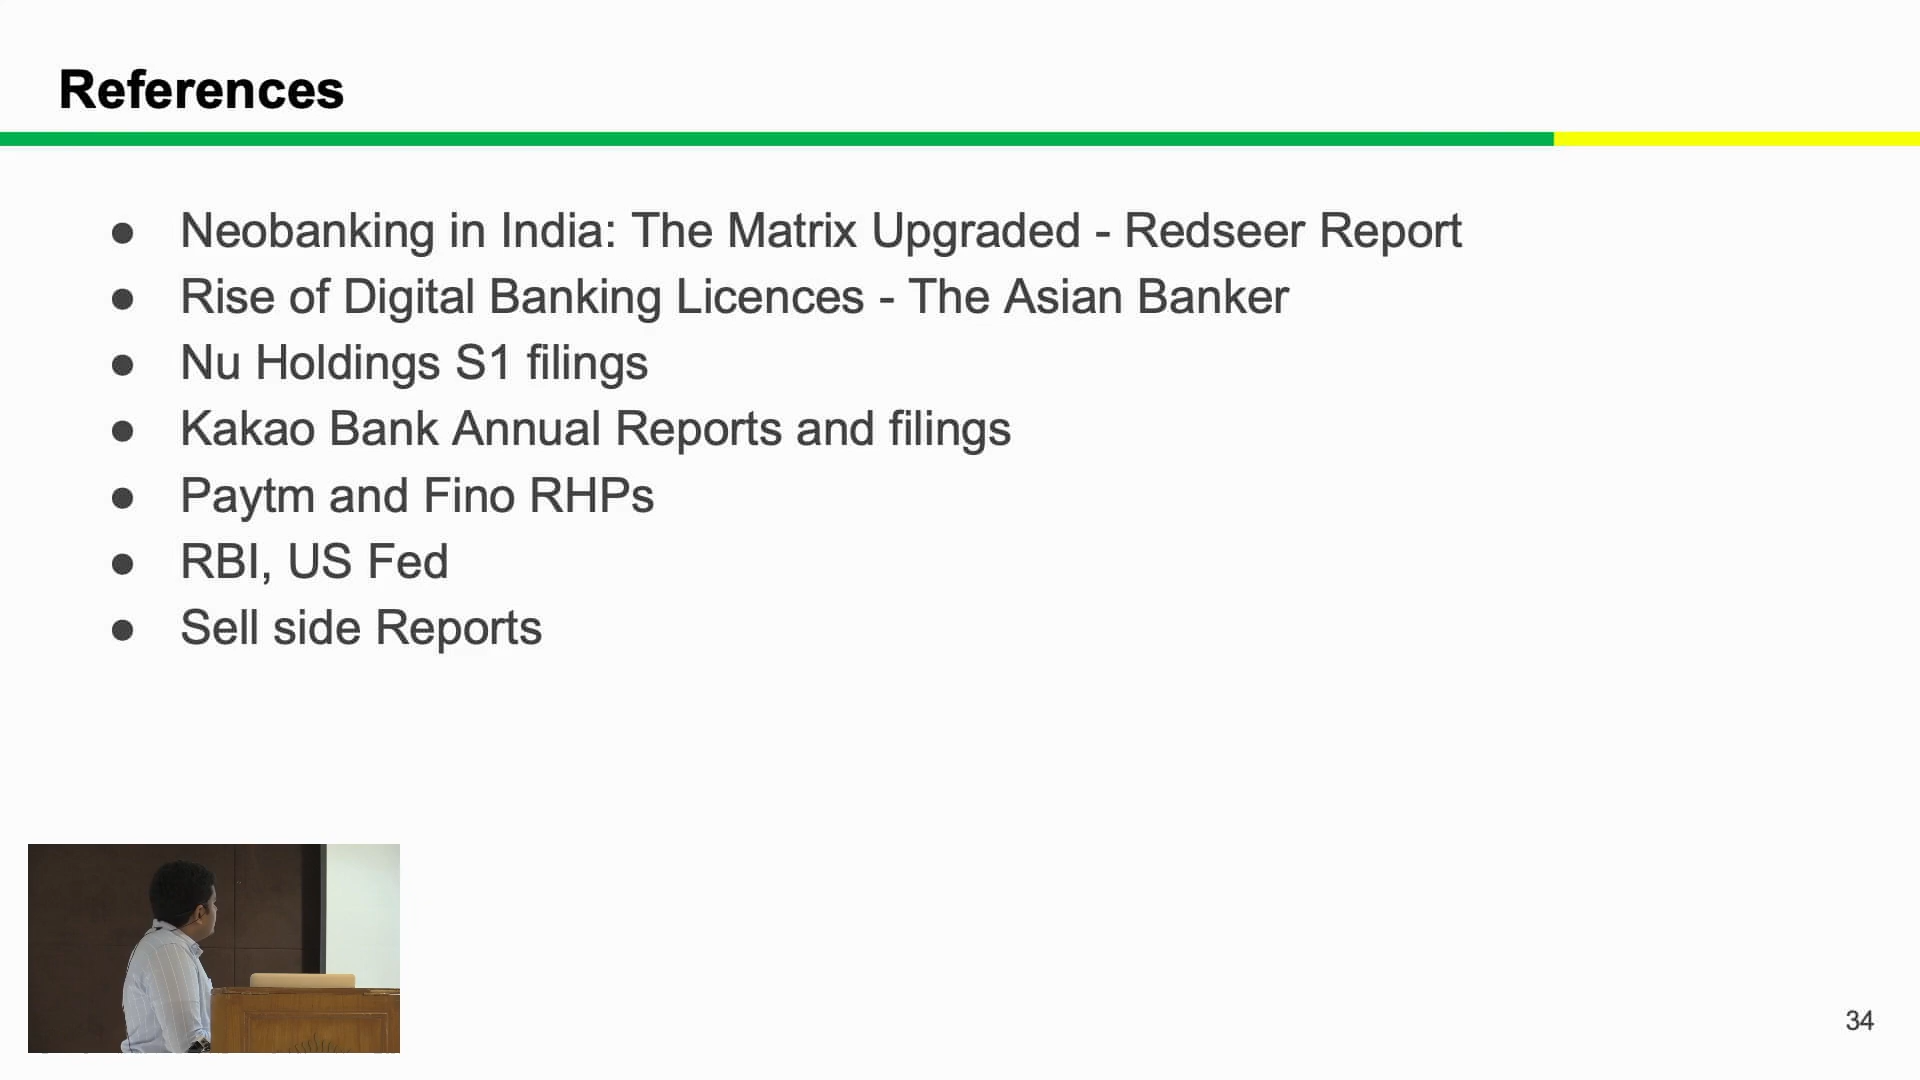 References
● Neobanking in India: The Matrix Upgraded - Redseer Report
● Rise of Digital Banking Licences - The Asian Banker
● Nu Holdings S1 filings
● Kakao Bank Annual Reports and filings
● Paytm and Fino RHPs
● RBI, US Fed
● Sell side Reports
34